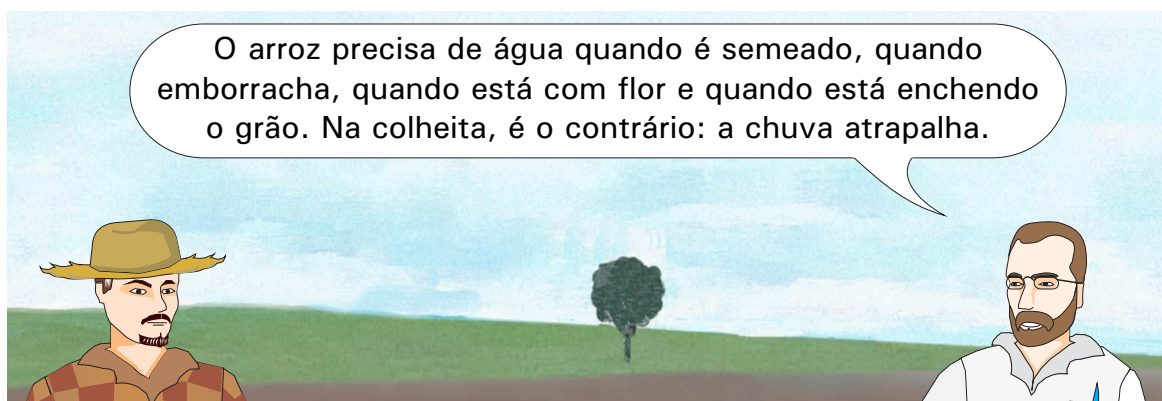 O arroz precisa de água quando é semeado, quando
emborracha, quando está com flor e quando está enchendo
o grão. Na colheita, é o contrário: a chuva atrapalha.